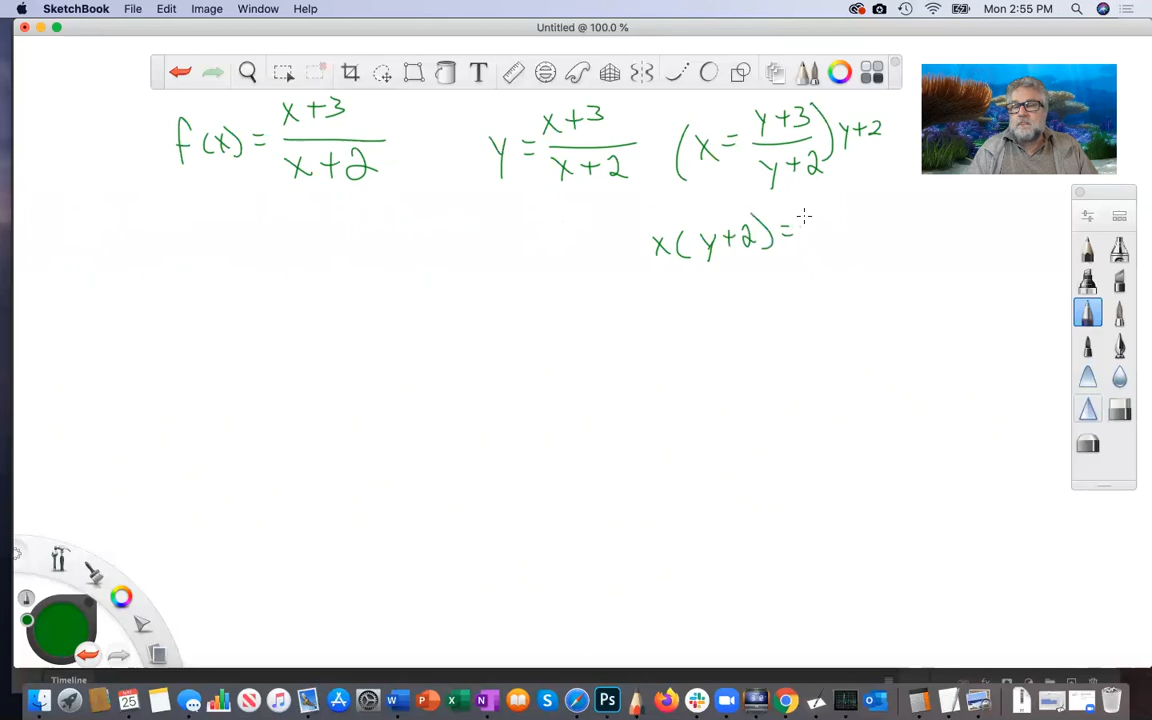 SketchBook File Edit Image Window Help Mon 2:55 PM
Untitled @ 100.0 %
f(x) = x+3 / x+2 y = x+3 / x+2 (x = y+3 / y+2) y+2
x(y+2) =
Timeline